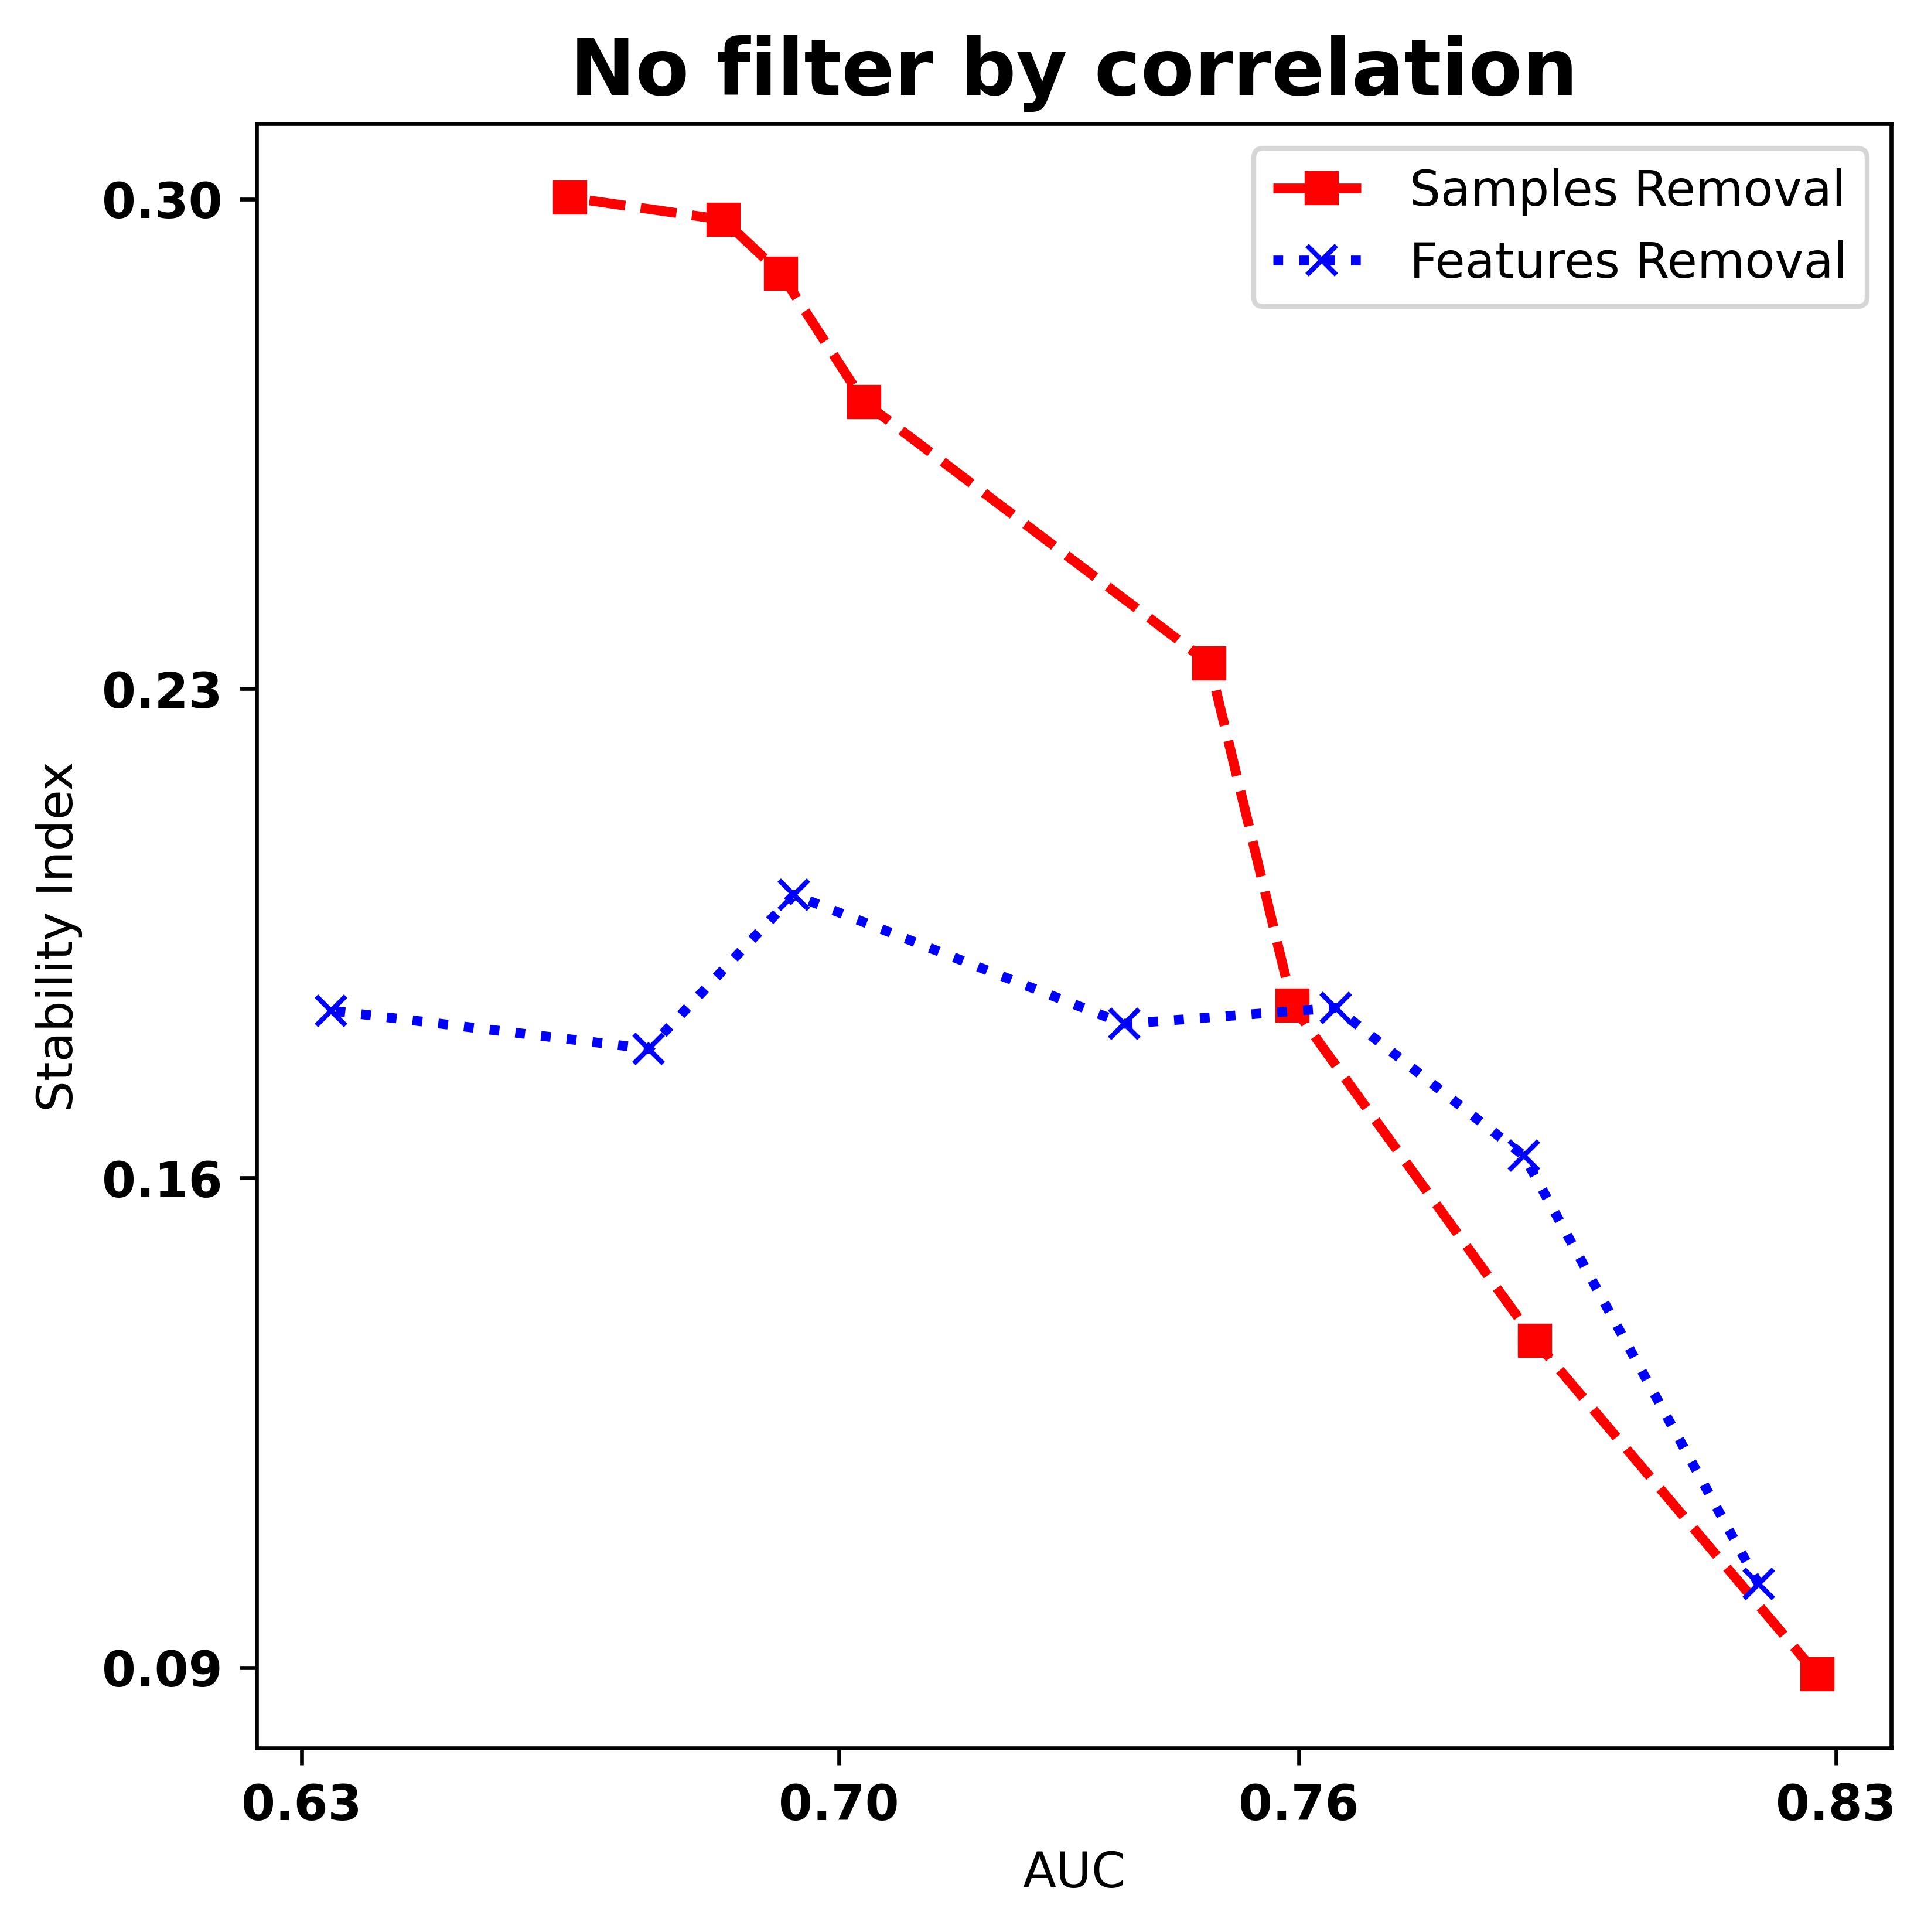 No filter by correlation
Samples Removal
Features Removal
0.30
0.23
0.16
0.09
Stability Index
0.63 0.70 0.76 0.83
AUC